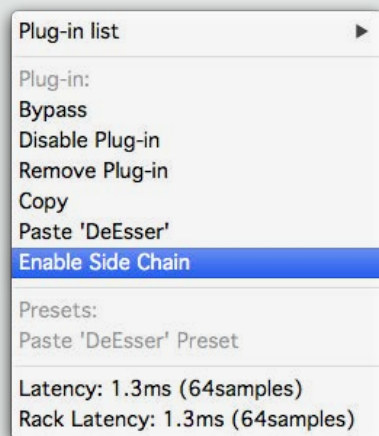 Plug-in list
Plug-in:
Bypass
Disable Plug-in
Remove Plug-in
Copy
Paste 'DeEsser'
Enable Side Chain
Presets:
Paste 'DeEsser' Preset
Latency: 1.3ms (64samples)
Rack Latency: 1.3ms (64samples)